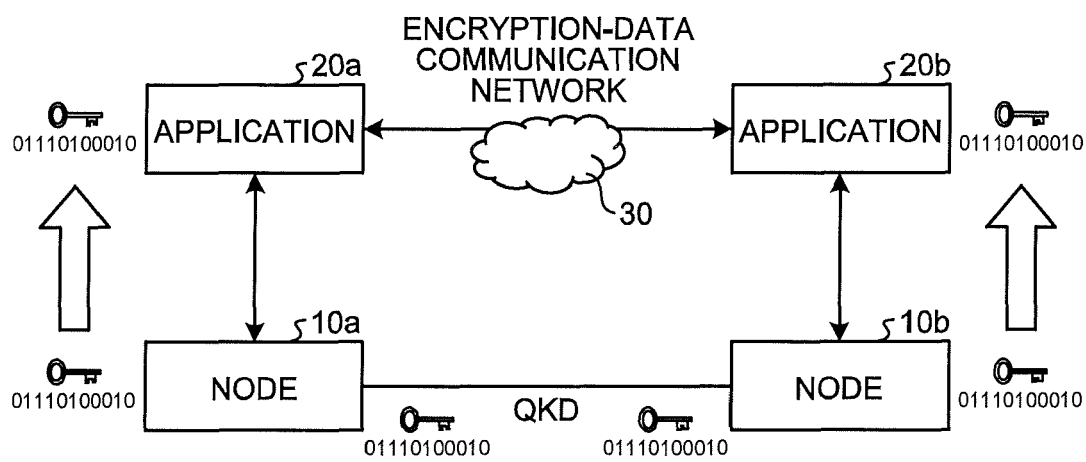 ENCRYPTION-DATA
COMMUNICATION
NETWORK
20a
20b
APPLICATION
APPLICATION
01110100010
01110100010
30
10a
10b
NODE
NODE
01110100010
01110100010
QKD
01110100010
01110100010